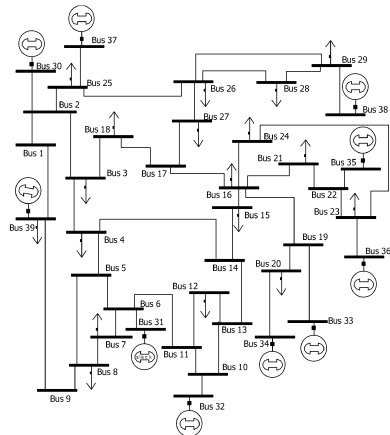 Bus 37
Bus 30
Bus 25
Bus 2
Bus 29
Bus 26
Bus 28
Bus 38
Bus 27
Bus 18
Bus 24
Bus 1
Bus 17
Bus 21
Bus 35
Bus 3
Bus 16
Bus 22
Bus 39
Bus 15
Bus 23
Bus 4
Bus 19
Bus 36
Bus 5
Bus 14
Bus 20
Bus 12
Bus 6
Bus 31
Bus 13
Bus 33
Bus 7
Bus 34
Bus 11
Bus 8
Bus 10
Bus 9
Bus 32